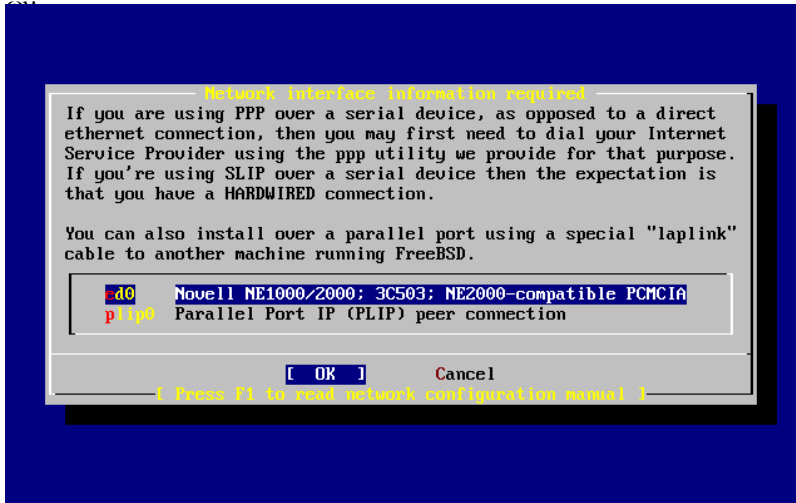 Network interface information required
If you are using PPP over a serial device, as opposed to a direct
ethernet connection, then you may first need to dial your Internet
Service Provider using the ppp utility we provide for that purpose.
If you're using SLIP over a serial device then the expectation is
that you have a HARDWIRED connection.
You can also install over a parallel port using a special "laplink"
cable to another machine running FreeBSD.
ed0 Novell NE1000/2000; 3C503; NE2000-compatible PCMCIA
plip0 Parallel Port IP (PLIP) peer connection
[ OK ] Cancel
[ Press F1 to read network configuration manual ]